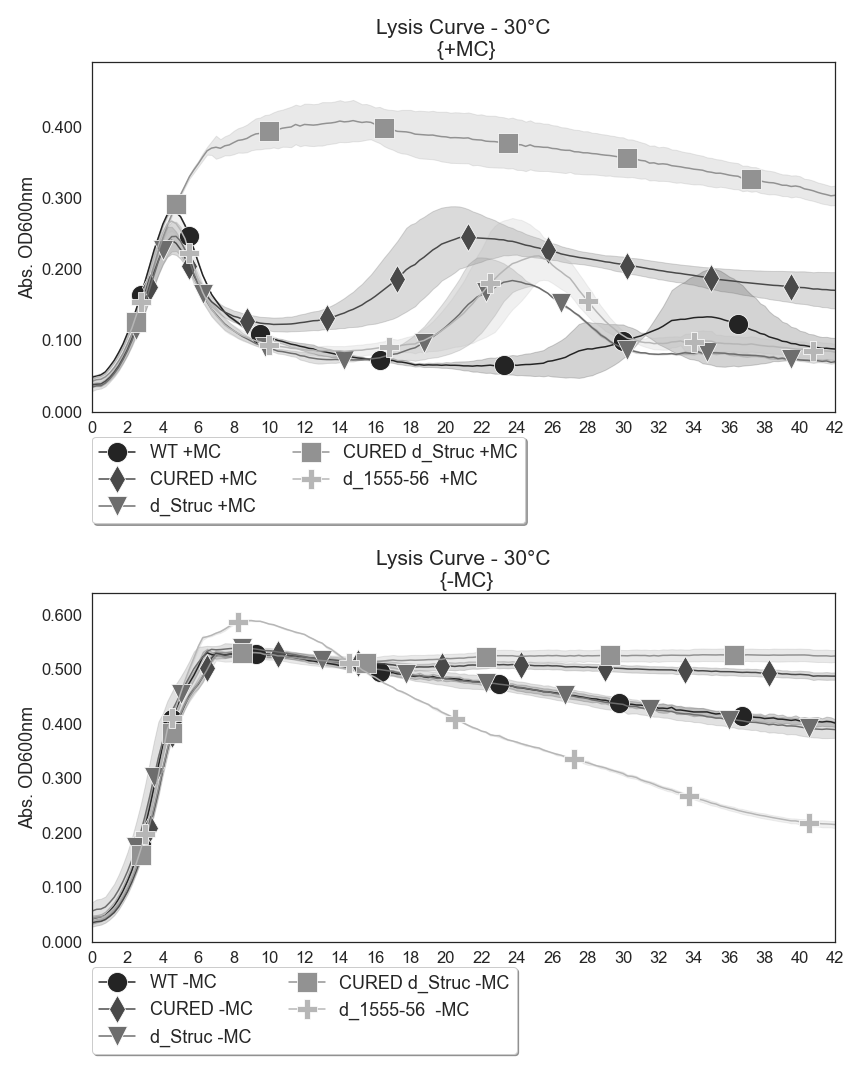 Lysis Curve - 30°C
{+MC}
Abs. OD600nm
0.400
0.300
0.200
0.100
0.000
0 2 4 6 8 10 12 14 16 18 20 22 24 26 28 30 32 34 36 38 40 42
WT +MC
CURED +MC
d_Struc +MC
CURED d_Struc +MC
d_1555-56  +MC
Lysis Curve - 30°C
{-MC}
Abs. OD600nm
0.600
0.500
0.400
0.300
0.200
0.100
0.000
0 2 4 6 8 10 12 14 16 18 20 22 24 26 28 30 32 34 36 38 40 42
WT -MC
CURED -MC
d_Struc -MC
CURED d_Struc -MC
d_1555-56  -MC